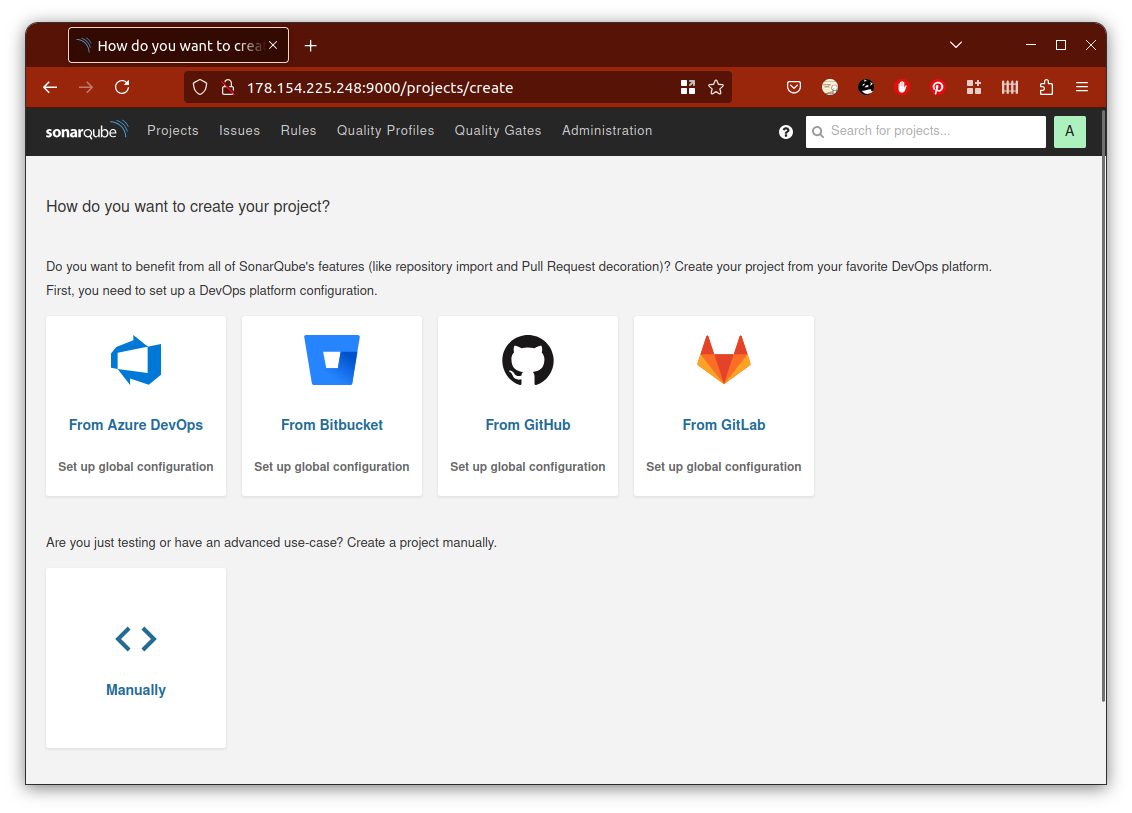 How do you want to crea
178.154.225.248:9000/projects/create
sonarqube Projects Issues Rules Quality Profiles Quality Gates Administration ? Search for projects... A
How do you want to create your project?
Do you want to benefit from all of SonarQube's features (like repository import and Pull Request decoration)? Create your project from your favorite DevOps platform.
First, you need to set up a DevOps platform configuration.
From Azure DevOps From Bitbucket From GitHub From GitLab
Set up global configuration Set up global configuration Set up global configuration Set up global configuration
Are you just testing or have an advanced use-case? Create a project manually.
Manually